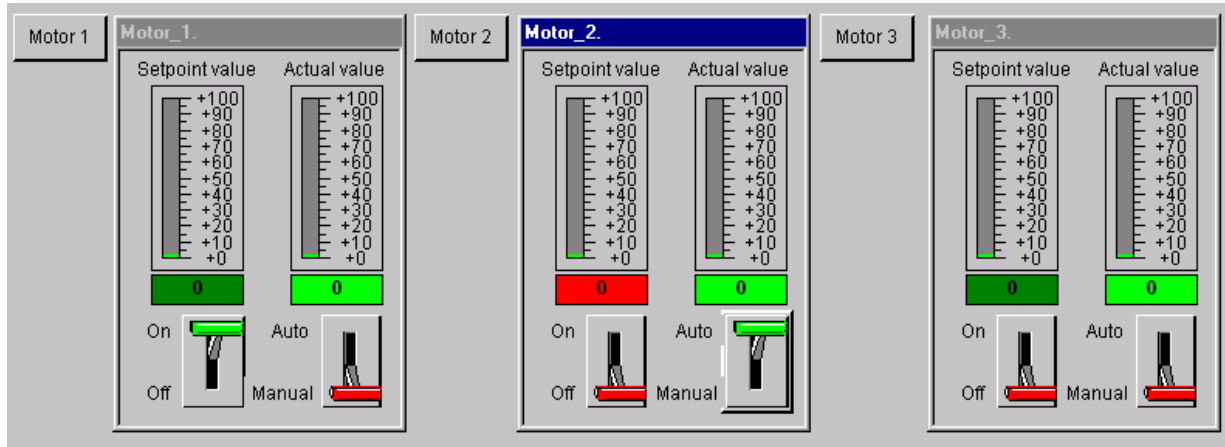 Motor 1
Motor_1.
Setpoint value Actual value
+100 +100
+90 +90
+80 +80
+70 +70
+60 +60
+50 +50
+40 +40
+30 +30
+20 +20
+10 +10
+0 +0
0 0
On Auto
Off Manual
Motor 2
Motor_2.
Setpoint value Actual value
+100 +100
+90 +90
+80 +80
+70 +70
+60 +60
+50 +50
+40 +40
+30 +30
+20 +20
+10 +10
+0 +0
0 0
On Auto
Off Manual
Motor 3
Motor_3.
Setpoint value Actual value
+100 +100
+90 +90
+80 +80
+70 +70
+60 +60
+50 +50
+40 +40
+30 +30
+20 +20
+10 +10
+0 +0
0 0
On Auto
Off Manual